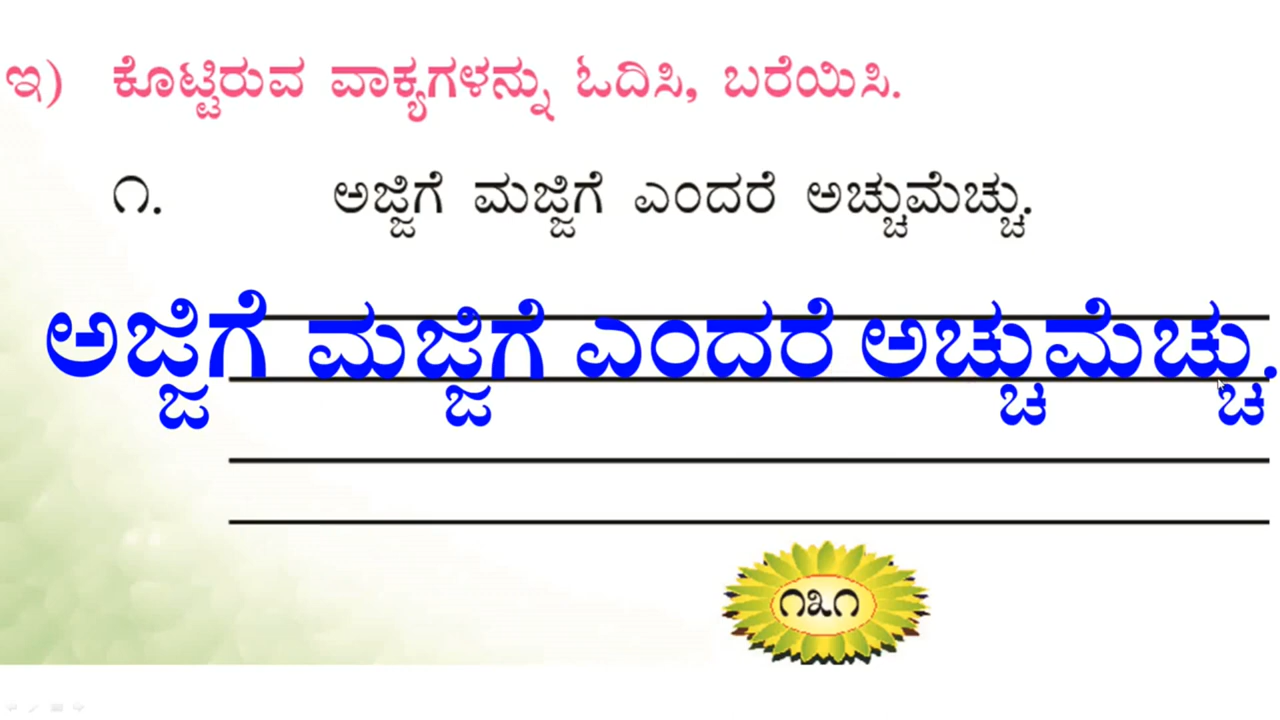 ಇ) ಕೊಟ್ಟಿರುವ ವಾಕ್ಯಗಳನ್ನು ಓದಿಸಿ, ಬರೆಯಿಸಿ.
೧. ಅಜ್ಜಿಗೆ ಮಜ್ಜಿಗೆ ಎಂದರೆ ಅಚ್ಚುಮೆಚ್ಚು.
ಅಜ್ಜಿಗೆ ಮಜ್ಜಿಗೆ ಎಂದರೆ ಅಚ್ಚುಮೆಚ್ಚು.
೧೩೧